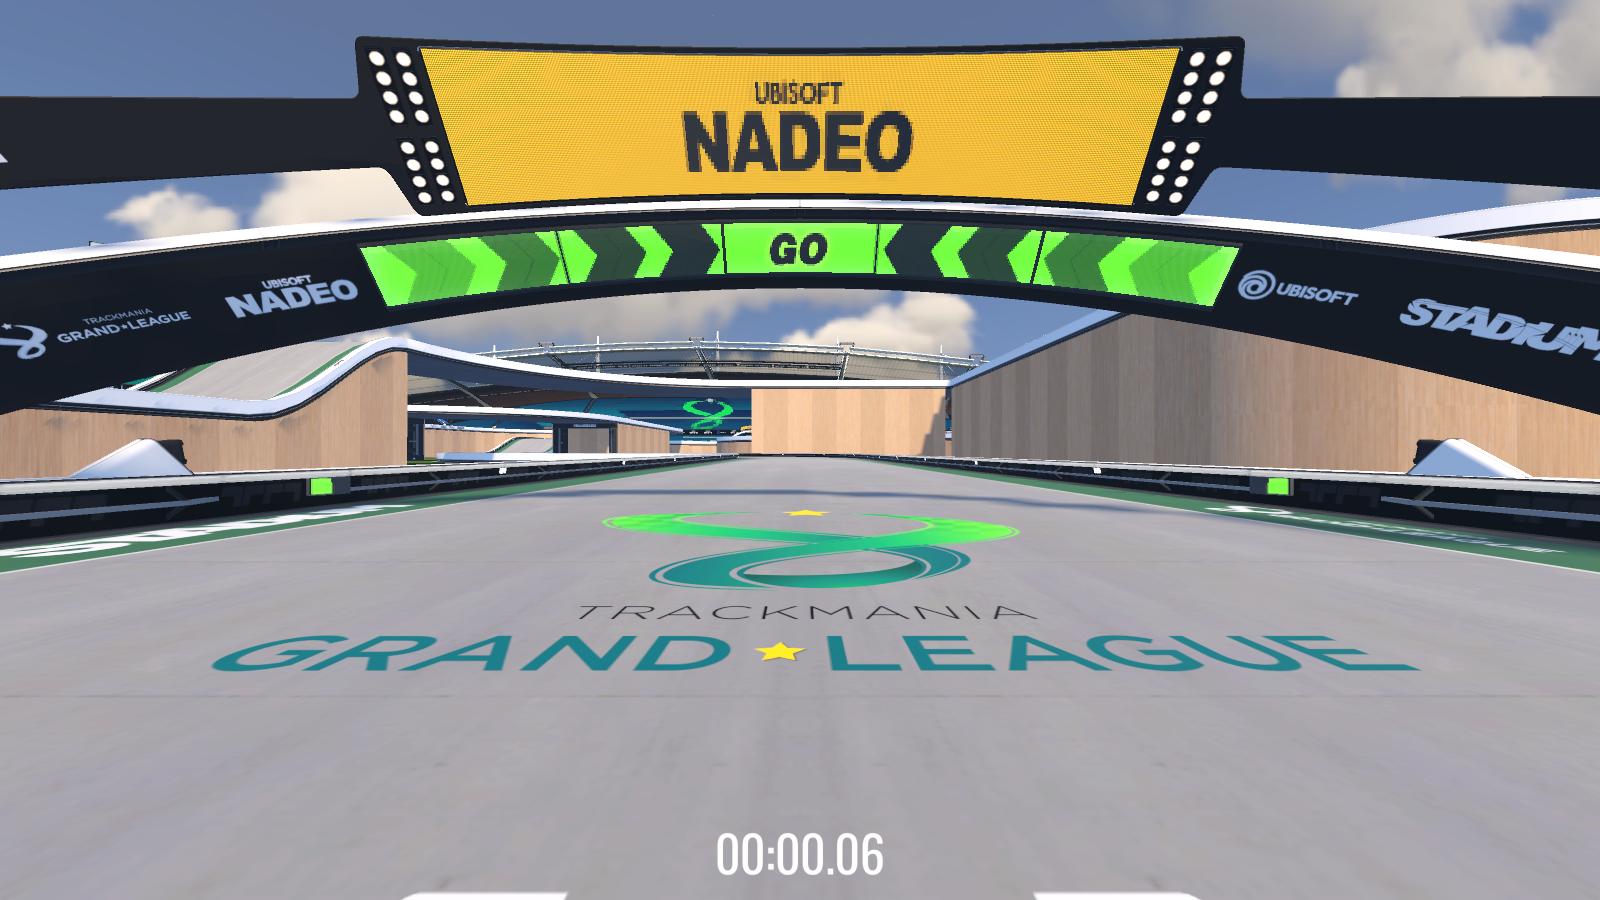 UBISOFT
NADEO
GO
TRACKMANIA
GRAND★LEAGUE
UBISOFT
NADEO
UBISOFT
STADIUM
TRACKMANIA
GRAND★LEAGUE
00:00.06